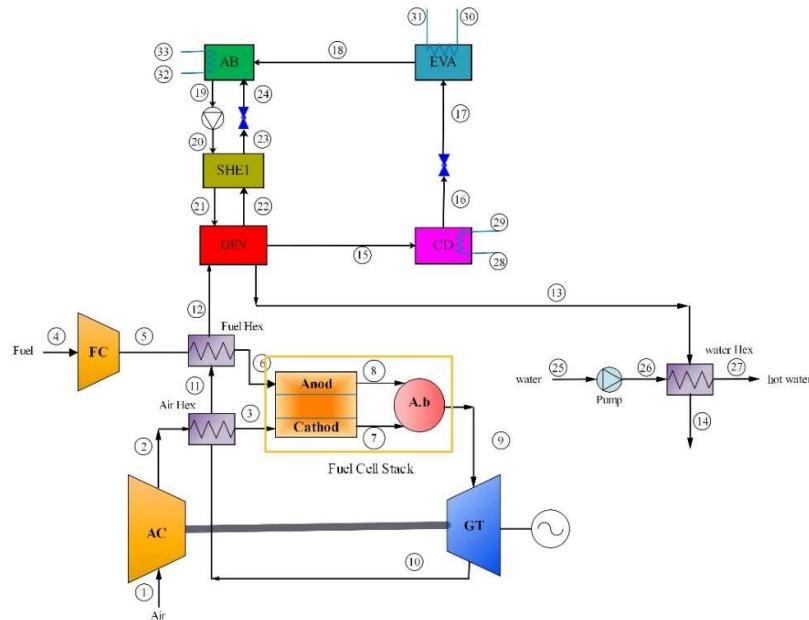 31
30
33
AB
18
EVA
32
19
24
17
20
23
SHE1
21
22
16
29
GEN
15
CD
28
12
13
4
5
Fuel Hex
Fuel
FC
6
8
water Hex
11
Anod
25
26
27
Air Hex
3
A.b
water
hot water
Pump
2
Cathod
7
14
9
Fuel Cell Stack
AC
GT
10
1
Air